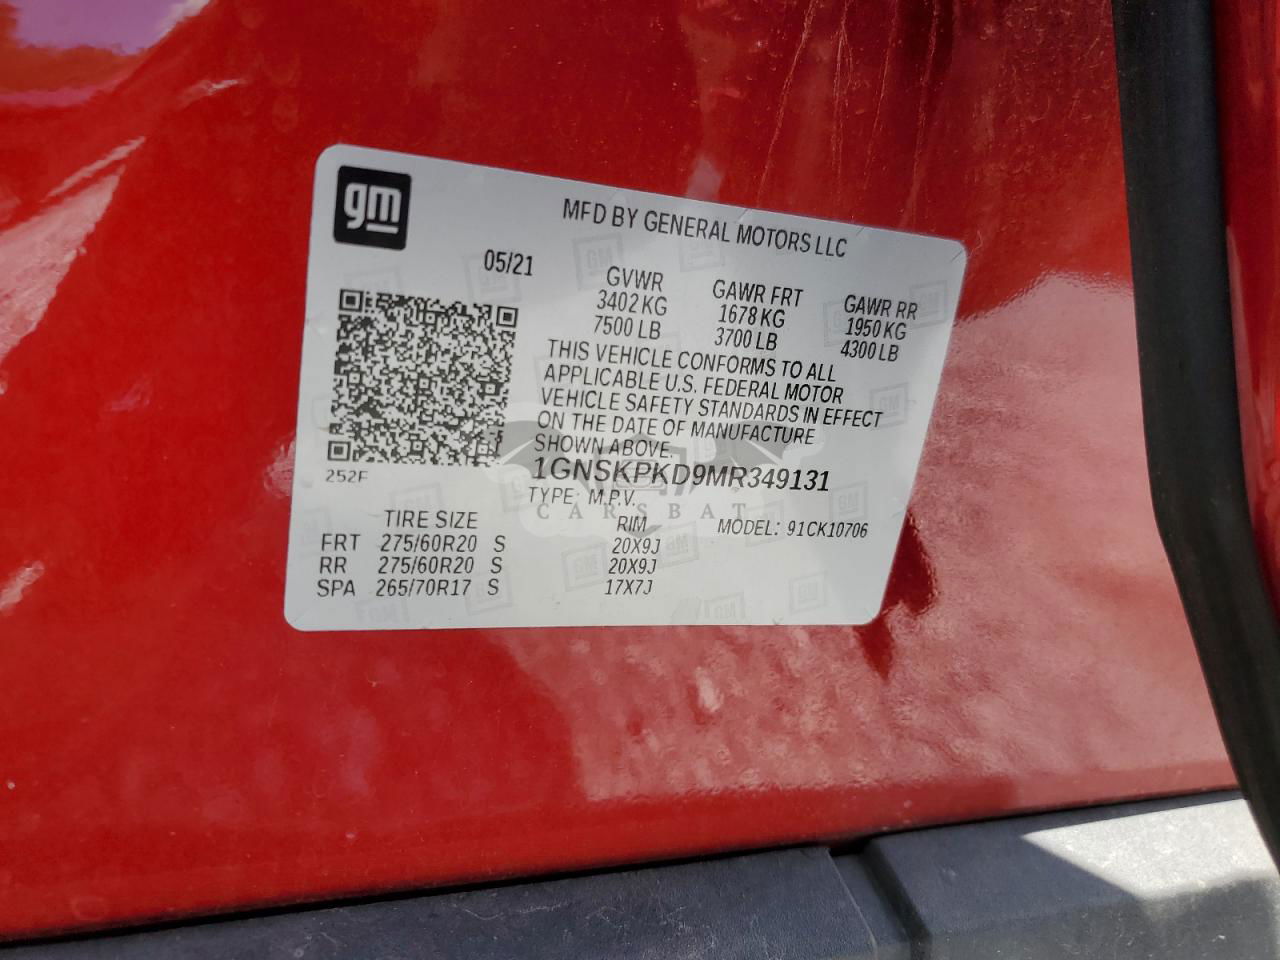 gm
MFD BY GENERAL MOTORS LLC
05/21
GVWR GAWR FRT GAWR RR
3402 KG 1678 KG 1950 KG
7500 LB 3700 LB 4300 LB
THIS VEHICLE CONFORMS TO ALL
APPLICABLE U.S. FEDERAL MOTOR
VEHICLE SAFETY STANDARDS IN EFFECT
ON THE DATE OF MANUFACTURE
SHOWN ABOVE.
252F
1GNSKPKD9MR349131
TYPE: M.P.V.
CARSBAT
TIRE SIZE RIM MODEL: 91CK10706
FRT 275/60R20 S 20X9J
RR 275/60R20 S 20X9J
SPA 265/70R17 S 17X7J